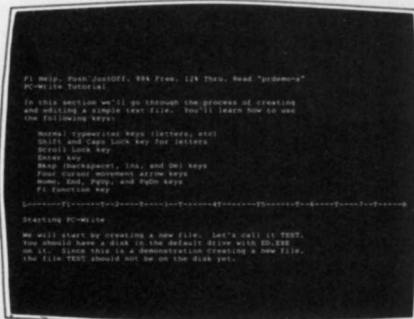 F1 Help. Push JustOff. 99% Free. 12% Thru. Read "prdemo-a"
PC-Write Tutorial
In this section we'll go through the process of creating
and editing a simple text file. You'll learn how to use
the following keys:
Normal typewriter keys (letters, etc)
Shift and Caps Lock key for letters
Scroll Lock key
Enter key
Bksp (backspace), Ins, and Del keys
Four cursor movement arrow keys
Home, End, PgUp, and PgDn keys
F1 function key
Starting PC-Write
We will start by creating a new file. Let's call it TEST.
You should have a disk in the default drive with ED.EXE
on it. Since this is a demonstration creating a new file,
the file TEST should not be on the disk yet.